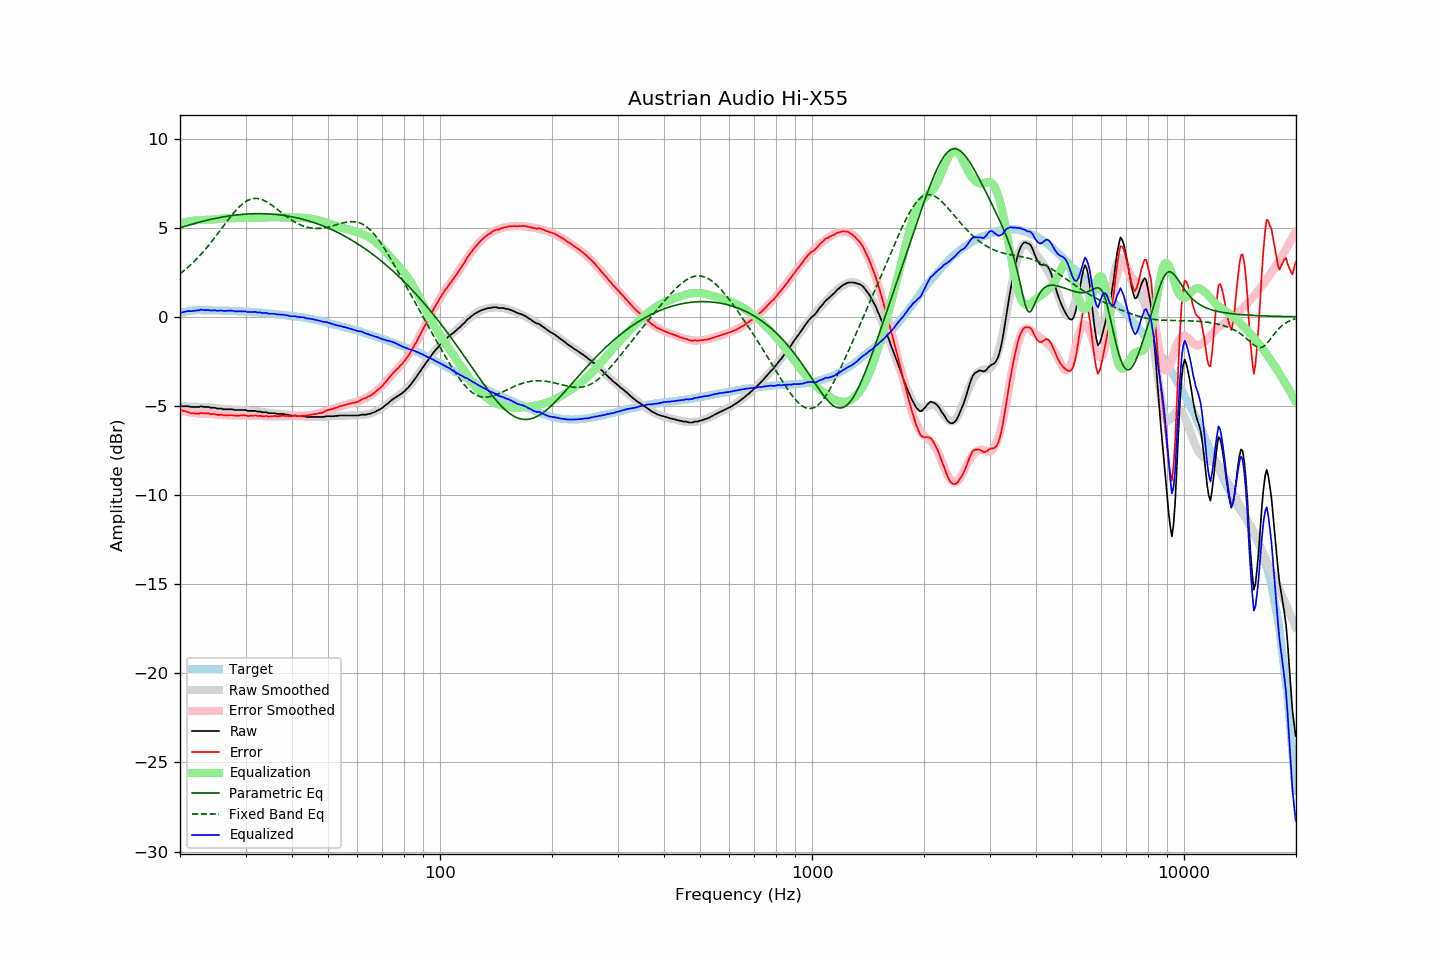 Austrian Audio Hi-X55
10
5
0
−5
−10
−15
−20
−25
−30
Amplitude (dBr)
Target
Raw Smoothed
Error Smoothed
Raw
Error
Equalization
Parametric Eq
Fixed Band Eq
Equalized
100
1000
10000
Frequency (Hz)